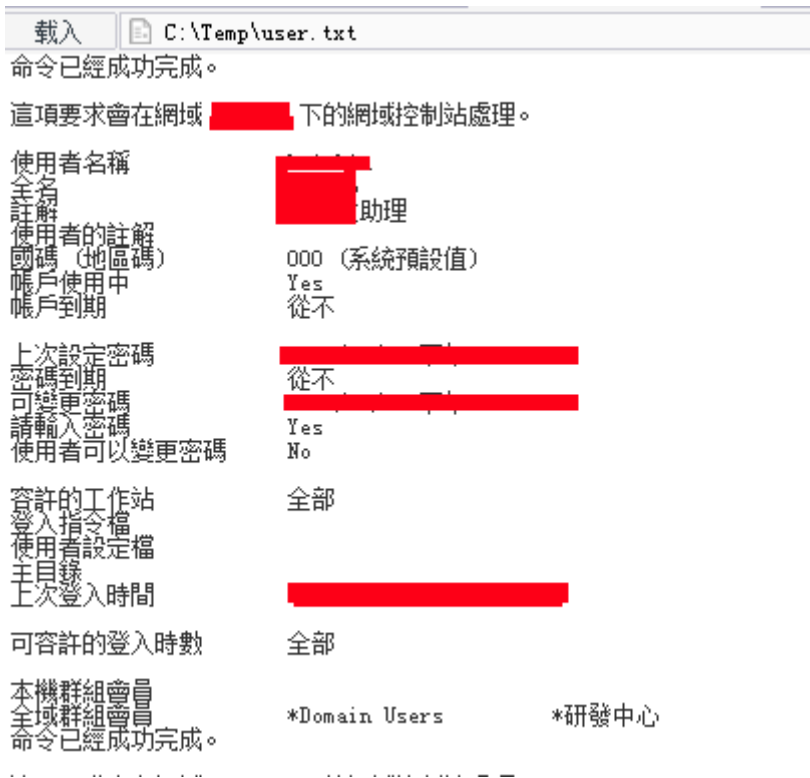 载入 C:\Temp\user.txt
命令已經成功完成。
這項要求會在網域 下的網域控制站處理。
使用者名稱
全名
註解 助理
使用者的註解
國碼 (地區碼) 000 (系統預設值)
帳戶使用中 Yes
帳戶到期 從不
上次設定密碼
密碼到期 從不
可變更密碼
請輸入密碼 Yes
使用者可以變更密碼 No
容許的工作站 全部
登入指令檔
使用者設定檔
主目錄
上次登入時間
可容許的登入時數 全部
本機群組會員
全域群組會員 *Domain Users *研發中心
命令已經成功完成。